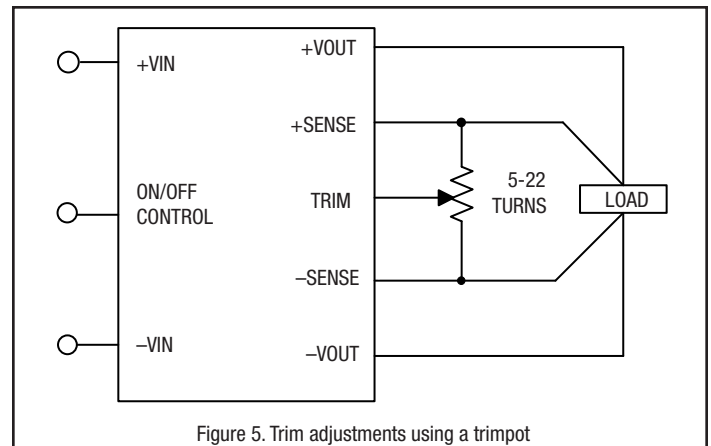 +VIN
ON/OFF
CONTROL
–VIN
+VOUT
+SENSE
TRIM
–SENSE
–VOUT
5-22
TURNS
LOAD
Figure 5. Trim adjustments using a trimpot